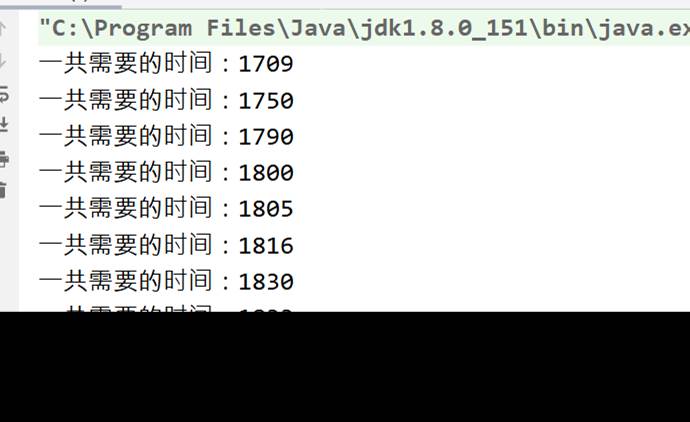 "C:\Program Files\Java\jdk1.8.0_151\bin\java.ex
一共需要的时间：1709
一共需要的时间：1750
一共需要的时间：1790
一共需要的时间：1800
一共需要的时间：1805
一共需要的时间：1816
一共需要的时间：1830